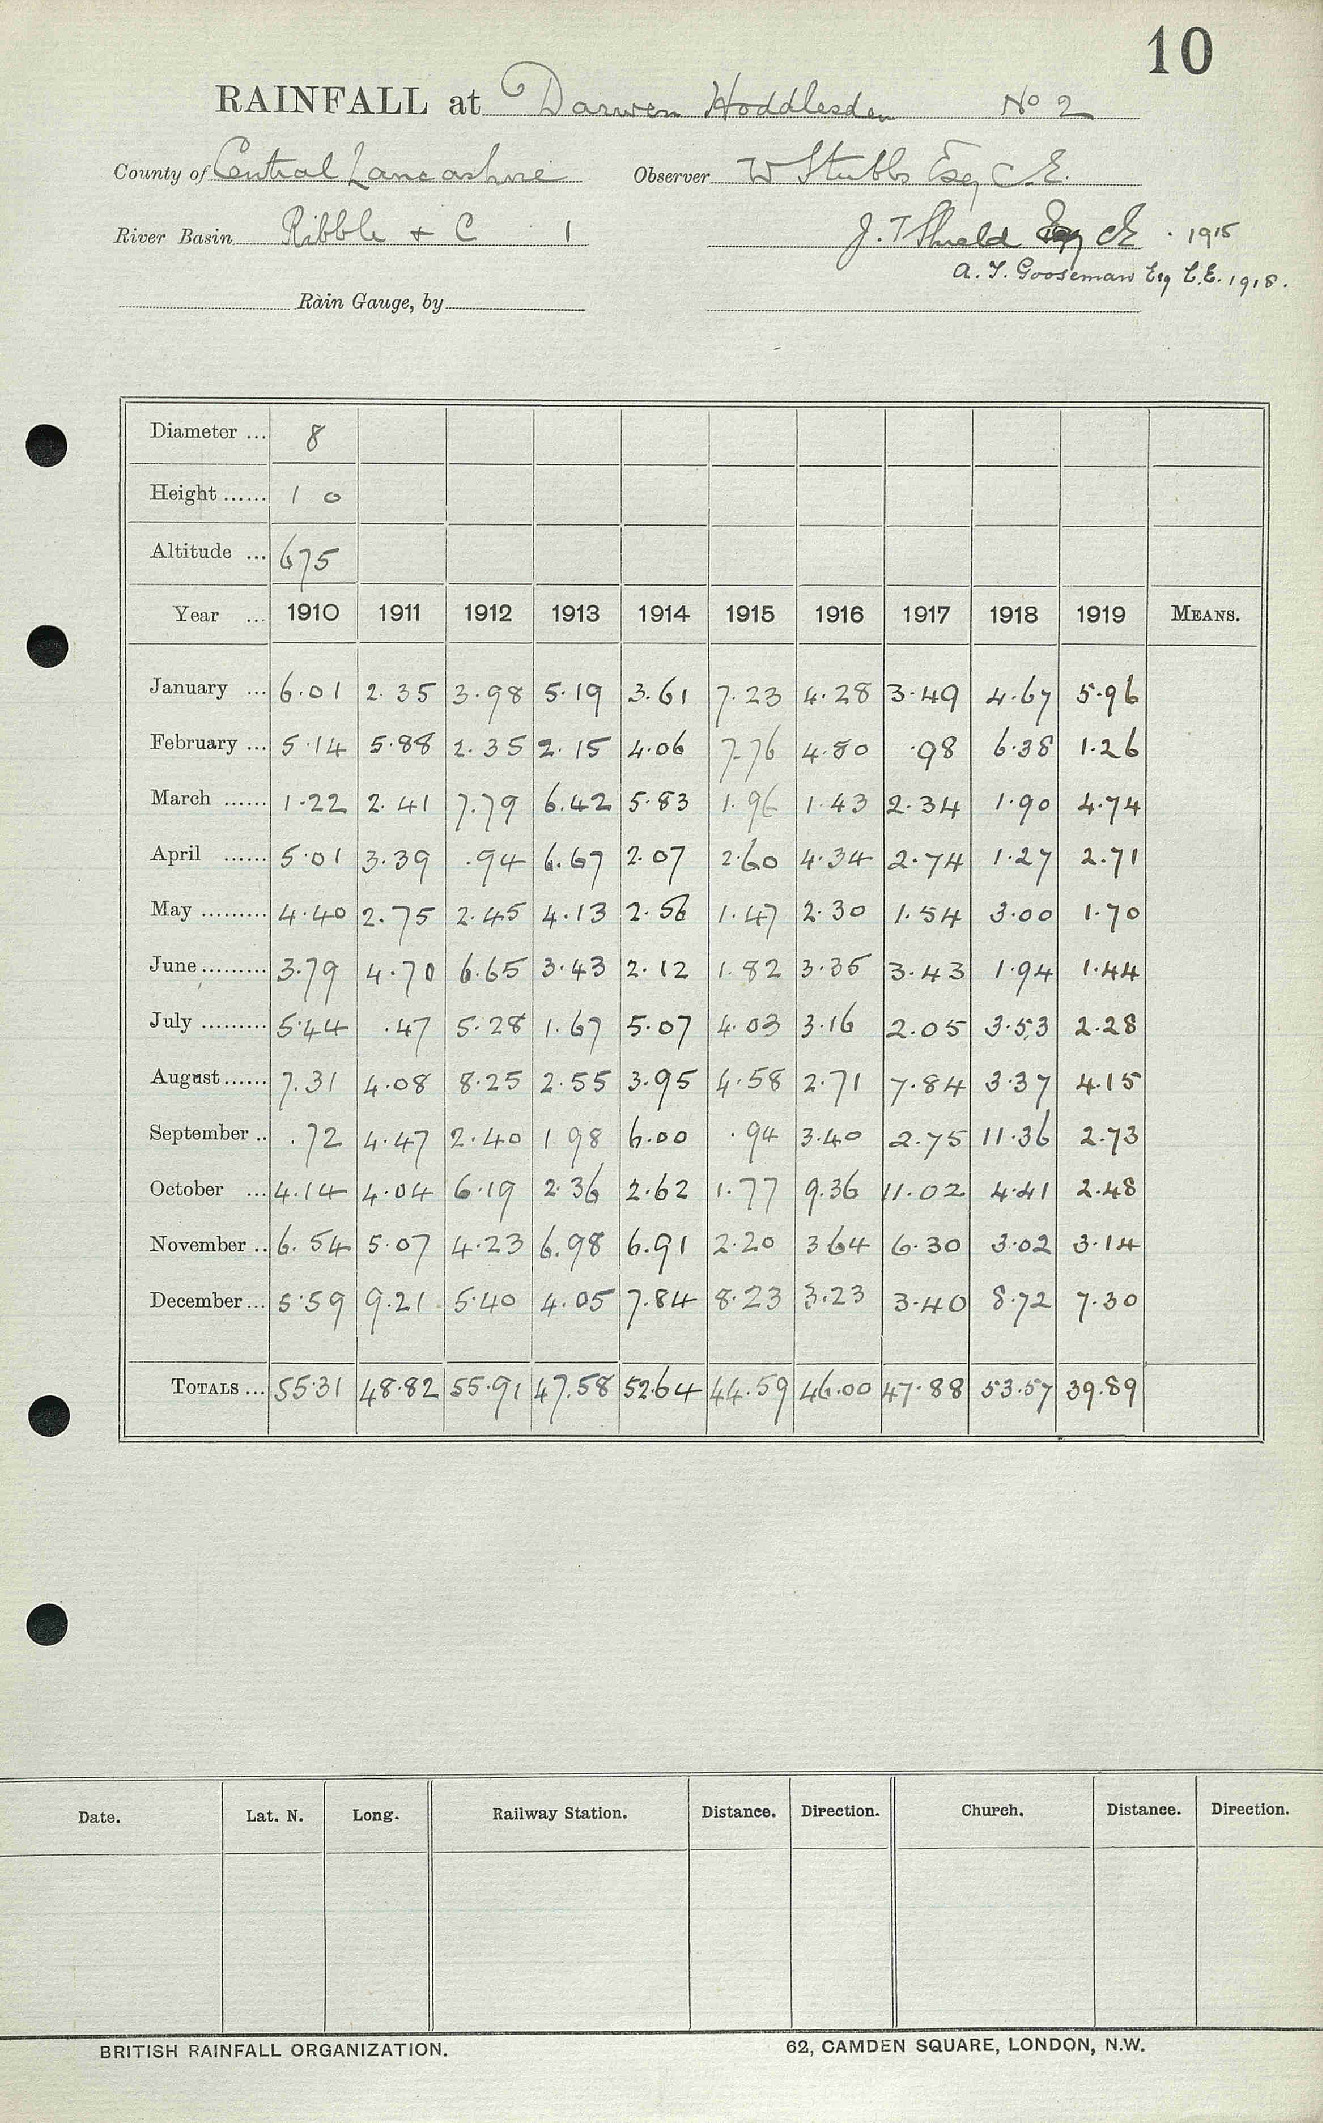 10
RAINFALL at Darwen Hoddlesden No 2
County of Central Lancashire Observer W Stubbs Esq C.E.
River Basin Ribble + C 1 J. T Shield Esq CE . 1915
A. T. Gooseman Esq C.E. 1918.
Rain Gauge, by
Diameter ... 8
Height ...... 1 0
Altitude ... 675
Year ... 1910 1911 1912 1913 1914 1915 1916 1917 1918 1919 MEANS.
January ... 6.01 2.35 3.98 5.19 3.61 7.23 4.28 3.49 4.67 5.96
February ... 5.14 5.88 2.35 2.15 4.06 7.76 4.80 .98 6.38 1.26
March ...... 1.22 2.41 7.79 6.42 5.83 1.96 1.43 2.34 1.90 4.74
April ...... 5.01 3.39 .94 6.67 2.07 2.60 4.34 2.74 1.27 2.71
May ......... 4.40 2.75 2.45 4.13 2.56 1.47 2.30 1.54 3.00 1.70
June ......... 3.79 4.70 6.65 3.43 2.12 1.82 3.35 3.43 1.94 1.44
July ......... 5.44 .47 5.28 1.67 5.07 4.03 3.16 2.05 3.53 2.28
August ...... 7.31 4.08 8.25 2.55 3.95 4.58 2.71 7.84 3.37 4.15
September .. .72 4.47 2.40 1 98 6.00 .94 3.40 2.75 11.36 2.73
October ... 4.14 4.04 6.19 2.36 2.62 1.77 9.36 11.02 4.41 2.48
November .. 6.54 5.07 4.23 6.98 6.91 2.20 3 64 6.30 3.02 3.14
December ... 5.59 9.21 5.40 4.05 7.84 8.23 3.23 3.40 8.72 7.30
TOTALS ... 55.31 48.82 55.91 47.58 52.64 44.59 46.00 47.88 53.57 39.89
Date. Lat. N. Long. Railway Station. Distance. Direction. Church. Distance. Direction.
BRITISH RAINFALL ORGANIZATION. 62, CAMDEN SQUARE, LONDON, N.W.